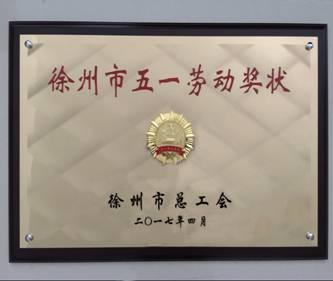 徐州市五一劳动奖状
徐州市总工会
二〇一七年四月